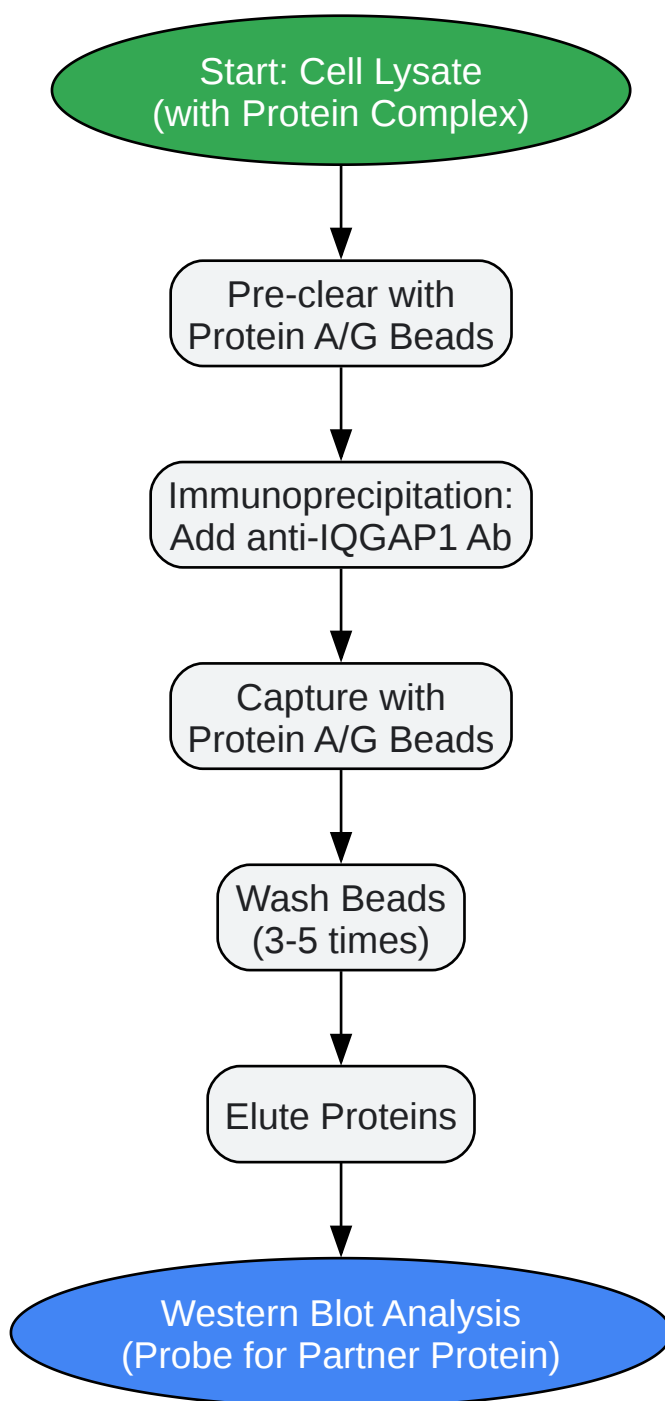 Start: Cell Lysate
(with Protein Complex)
Pre-clear with
Protein A/G Beads
Immunoprecipitation:
Add anti-IQGAP1 Ab
Capture with
Protein A/G Beads
Wash Beads
(3-5 times)
Elute Proteins
Western Blot Analysis
(Probe for Partner Protein)